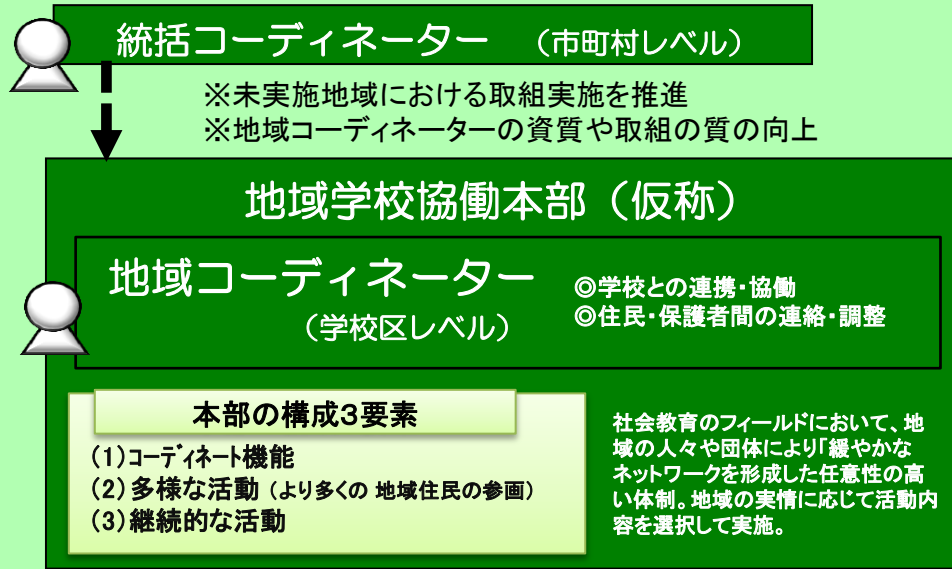 統括コーディネーター （市町村レベル）
※未実施地域における取組実施を推進
※地域コーディネーターの資質や取組の質の向上
地域学校協働本部（仮称）
地域コーディネーター
（学校区レベル）
◎学校との連携・協働
◎住民・保護者間の連絡・調整
本部の構成３要素
（１）コーディネート機能
（２）多様な活動（より多くの 地域住民の参画）
（３）継続的な活動
社会教育のフィールドにおいて、地
域の人々や団体により「緩やかな
ネットワークを形成した任意性の高
い体制。地域の実情に応じて活動内
容を選択して実施。